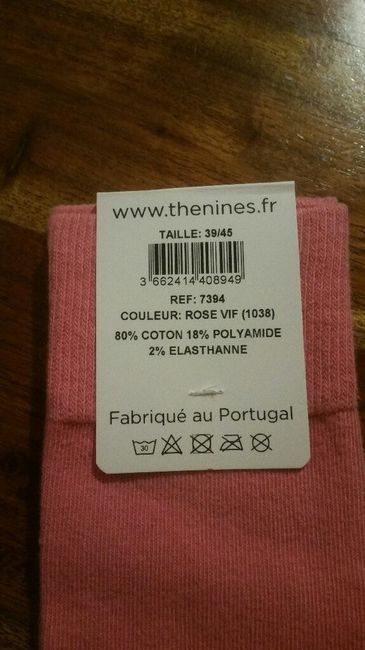 www.thenines.fr
TAILLE: 39/45
3 662414 408949
REF: 7394
COULEUR: ROSE VIF (1038)
80% COTON 18% POLYAMIDE
2% ELASTHANNE
Fabriqué au Portugal
30